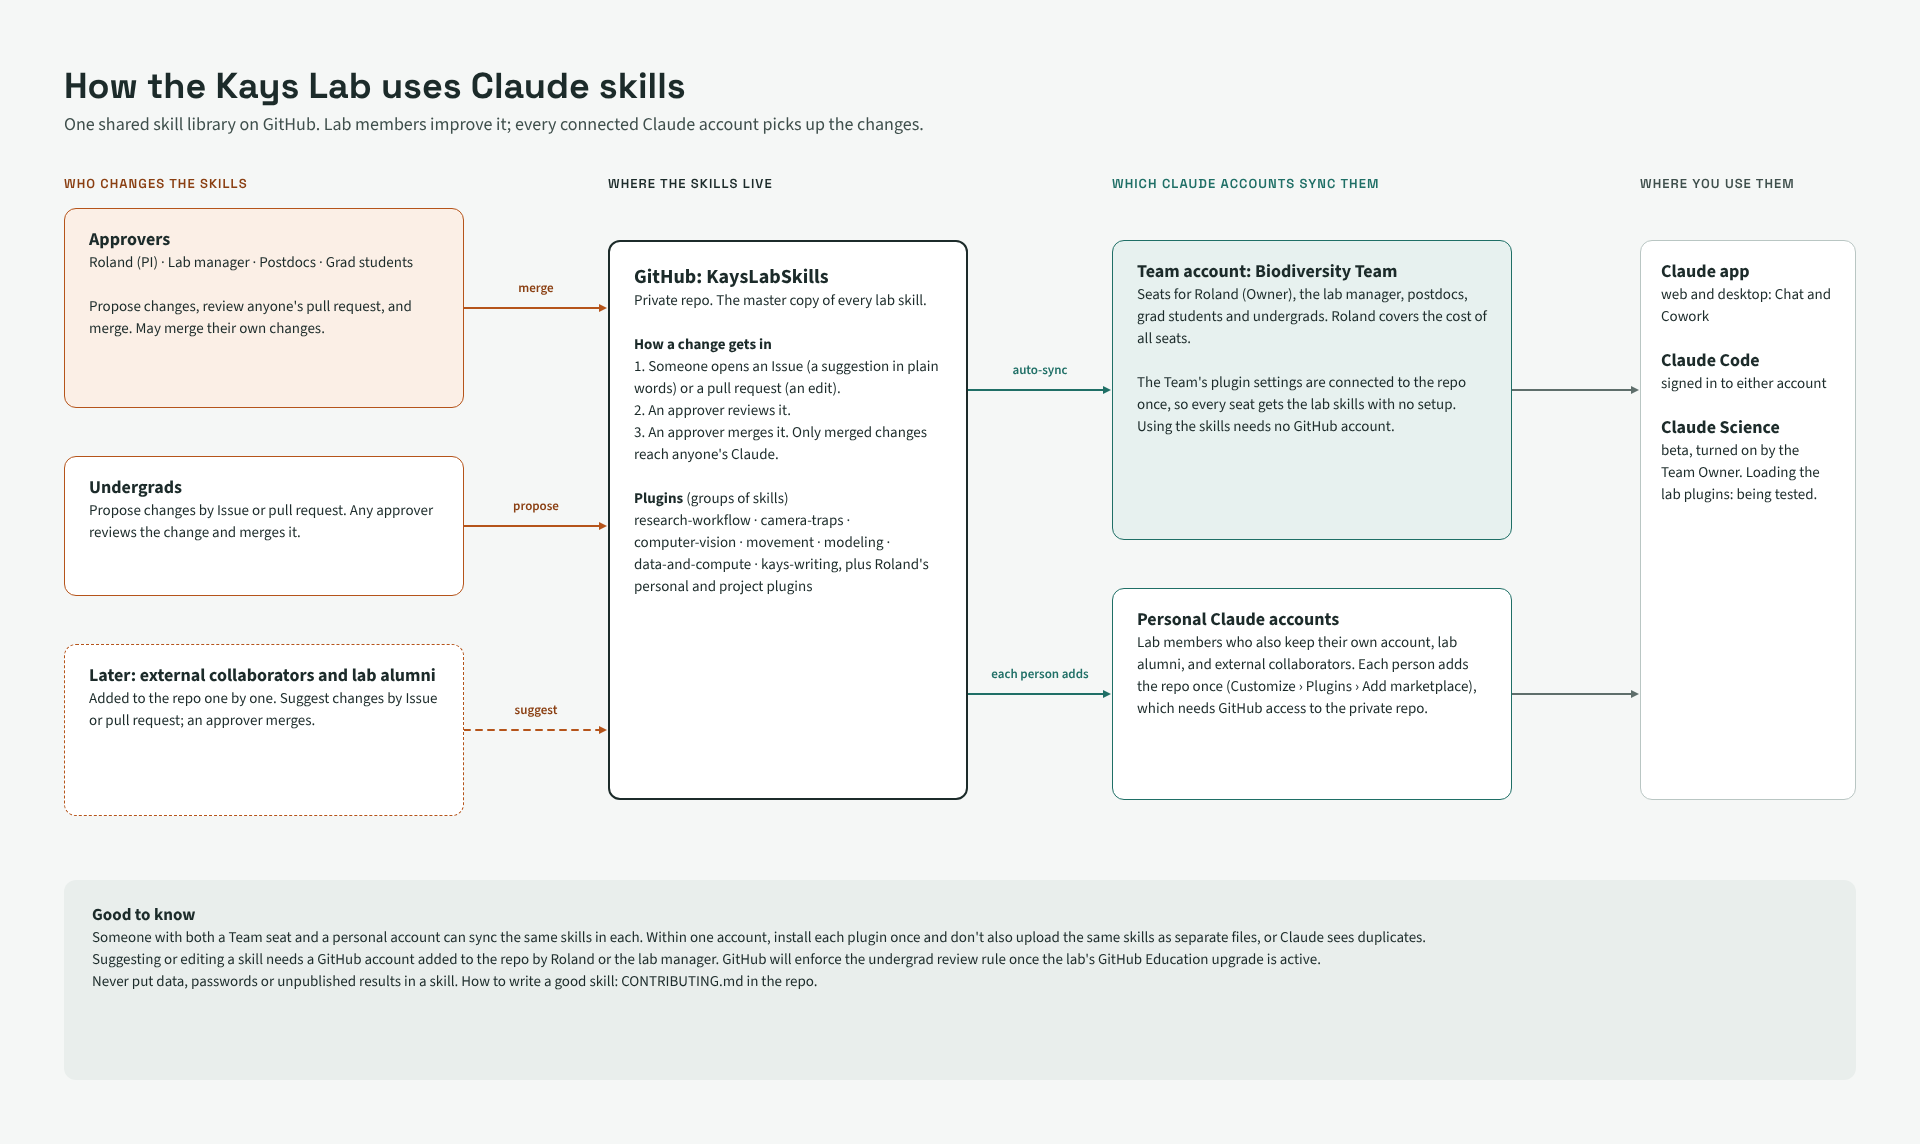 How the Kays Lab uses Claude skills
One shared skill library on GitHub. Lab members improve it; every connected Claude account picks up the changes.
WHO CHANGES THE SKILLS
Approvers
Roland (PI) · Lab manager · Postdocs · Grad students
Propose changes, review anyone's pull request, and
merge. May merge their own changes.
merge
Undergrads
Propose changes by Issue or pull request. Any approver
reviews the change and merges it.
propose
Later: external collaborators and lab alumni
Added to the repo one by one. Suggest changes by Issue
or pull request; an approver merges.
suggest
WHERE THE SKILLS LIVE
GitHub: KaysLabSkills
Private repo. The master copy of every lab skill.
How a change gets in
1. Someone opens an Issue (a suggestion in plain
words) or a pull request (an edit).
2. An approver reviews it.
3. An approver merges it. Only merged changes
reach anyone's Claude.
Plugins (groups of skills)
research-workflow · camera-traps ·
computer-vision · movement · modeling ·
data-and-compute · kays-writing, plus Roland's
personal and project plugins
auto-sync
each person adds
WHICH CLAUDE ACCOUNTS SYNC THEM
Team account: Biodiversity Team
Seats for Roland (Owner), the lab manager, postdocs,
grad students and undergrads. Roland covers the cost of
all seats.
The Team's plugin settings are connected to the repo
once, so every seat gets the lab skills with no setup.
Using the skills needs no GitHub account.
Personal Claude accounts
Lab members who also keep their own account, lab
alumni, and external collaborators. Each person adds
the repo once (Customize › Plugins › Add marketplace),
which needs GitHub access to the private repo.
WHERE YOU USE THEM
Claude app
web and desktop: Chat and
Cowork
Claude Code
signed in to either account
Claude Science
beta, turned on by the
Team Owner. Loading the
lab plugins: being tested.
Good to know
Someone with both a Team seat and a personal account can sync the same skills in each. Within one account, install each plugin once and don't also upload the same skills as separate files, or Claude sees duplicates.
Suggesting or editing a skill needs a GitHub account added to the repo by Roland or the lab manager. GitHub will enforce the undergrad review rule once the lab's GitHub Education upgrade is active.
Never put data, passwords or unpublished results in a skill. How to write a good skill: CONTRIBUTING.md in the repo.